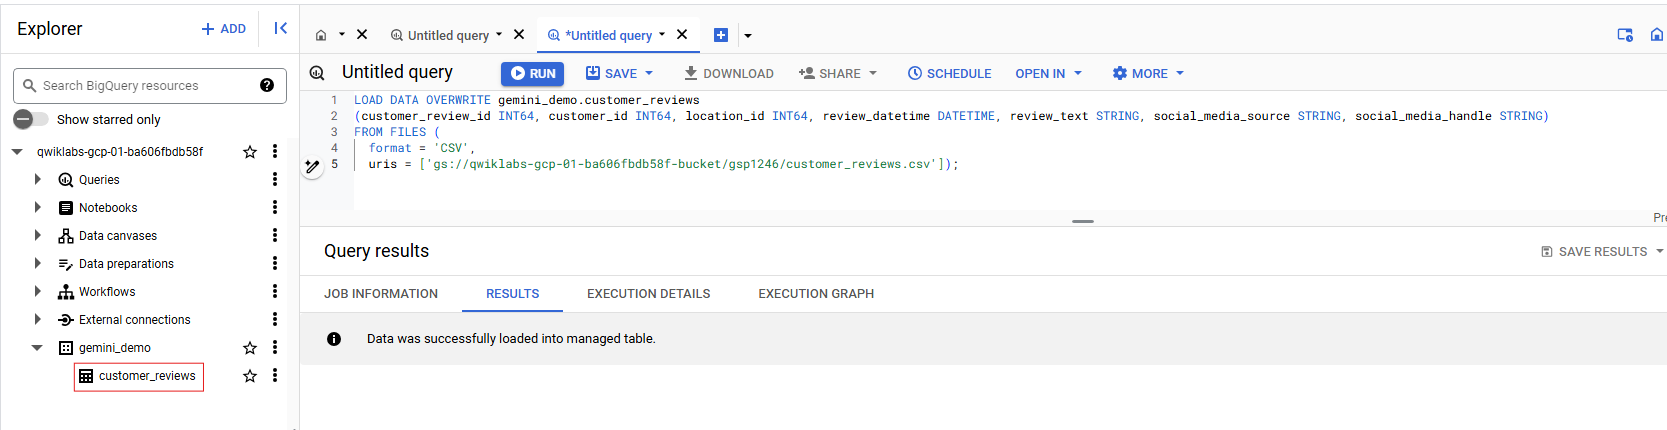 Explorer
+ ADD
Search BigQuery resources
Show starred only
qwiklabs-gcp-01-ba606fbdb58f
Queries
Notebooks
Data canvases
Data preparations
Workflows
External connections
gemini_demo
customer_reviews
Untitled query
*Untitled query
Untitled query
RUN
SAVE
DOWNLOAD
SHARE
SCHEDULE
OPEN IN
MORE
1 LOAD DATA OVERWRITE gemini_demo.customer_reviews
2 (customer_review_id INT64, customer_id INT64, location_id INT64, review_datetime DATETIME, review_text STRING, social_media_source STRING, social_media_handle STRING)
3 FROM FILES (
4 format = 'CSV',
5 uris = ['gs://qwiklabs-gcp-01-ba606fbdb58f-bucket/gsp1246/customer_reviews.csv']);
Query results
SAVE RESULTS
JOB INFORMATION
RESULTS
EXECUTION DETAILS
EXECUTION GRAPH
Data was successfully loaded into managed table.